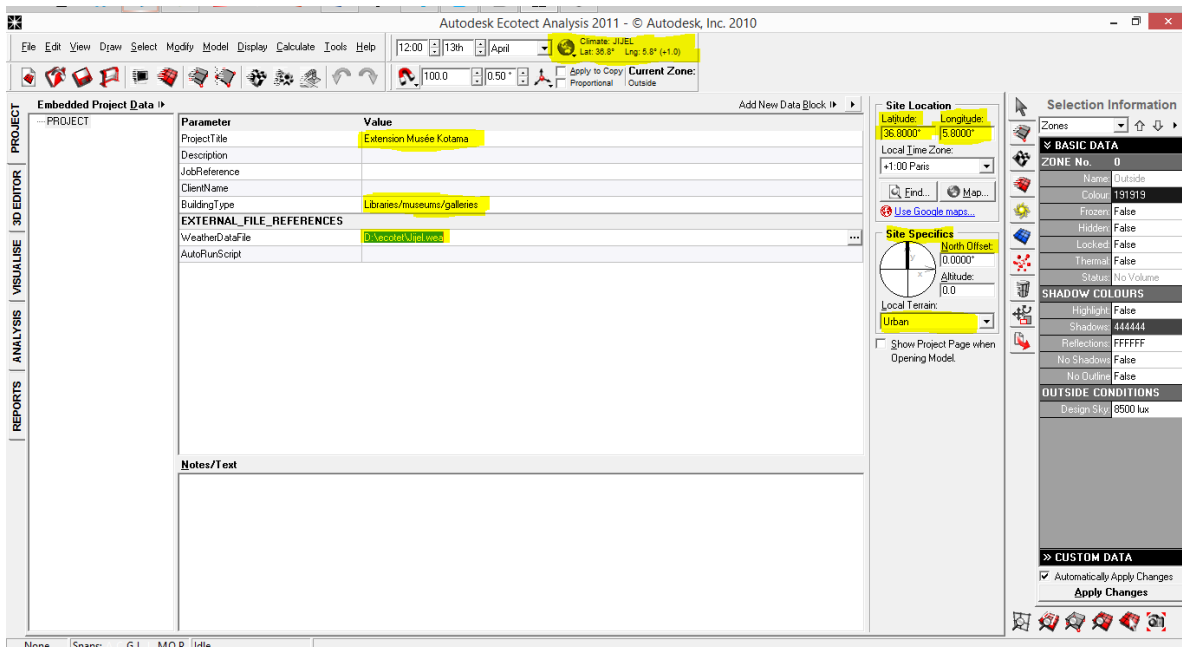 Autodesk Ecotect Analysis 2011 - © Autodesk, Inc. 2010
File Edit View Draw Select Modify Model Display Calculate Tools Help
12:00 13th April
Climate: JIJEL
Lat: 36.8° Lng: 5.8° (+1.0)
100.0 0.50 °
Apply to Copy
Proportional
Current Zone:
Outside
PROJECT
3D EDITOR
VISUALISE
ANALYSIS
REPORTS
Embedded Project Data
Add New Data Block
PROJECT
Parameter Value
ProjectTitle Extension Musée Kotama
Description
JobReference
ClientName
BuildingType Libraries/museums/galleries
EXTERNAL_FILE_REFERENCES
WeatherDataFile D:\ecotet\Jijel.wea ...
AutoRunScript
Notes/Text
Site Location
Latitude: Longitude:
36.8000° 5.8000°
Local Time Zone:
+1:00 Paris
Find... Map...
Use Google maps...
Site Specifics
North Offset:
0.0000°
y
x
Altitude:
0.0
Local Terrain:
Urban
Show Project Page when
Opening Model.
Selection Information
Zones
BASIC DATA
ZONE No. 0
Name: Outside
Colour: 191919
Frozen: False
Hidden: False
Locked: False
Thermal: False
Status: No Volume
SHADOW COLOURS
Highlight: False
Shadows: 444444
Reflections: FFFFFF
No Shadows: False
No Outline: False
OUTSIDE CONDITIONS
Design Sky: 8500 lux
CUSTOM DATA
Automatically Apply Changes
Apply Changes
None Snaps: G I M O P Idle